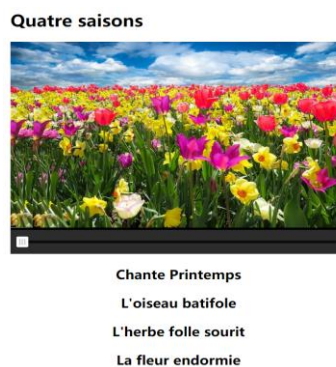 Quatre saisons
Chante Printemps
L'oiseau batifole
L'herbe folle sourit
La fleur endormie